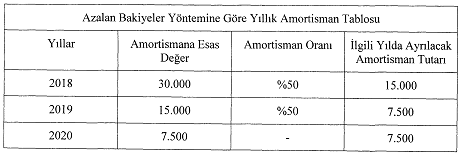 Azalan Bakiyeler Yöntemine Göre Yıllık Amortisman Tablosu
Yıllar Amortismana Esas Değer Amortisman Oranı İlgili Yılda Ayrılacak Amortisman Tutarı
2018 30.000 %50 15.000
2019 15.000 %50 7.500
2020 7.500 - 7.500